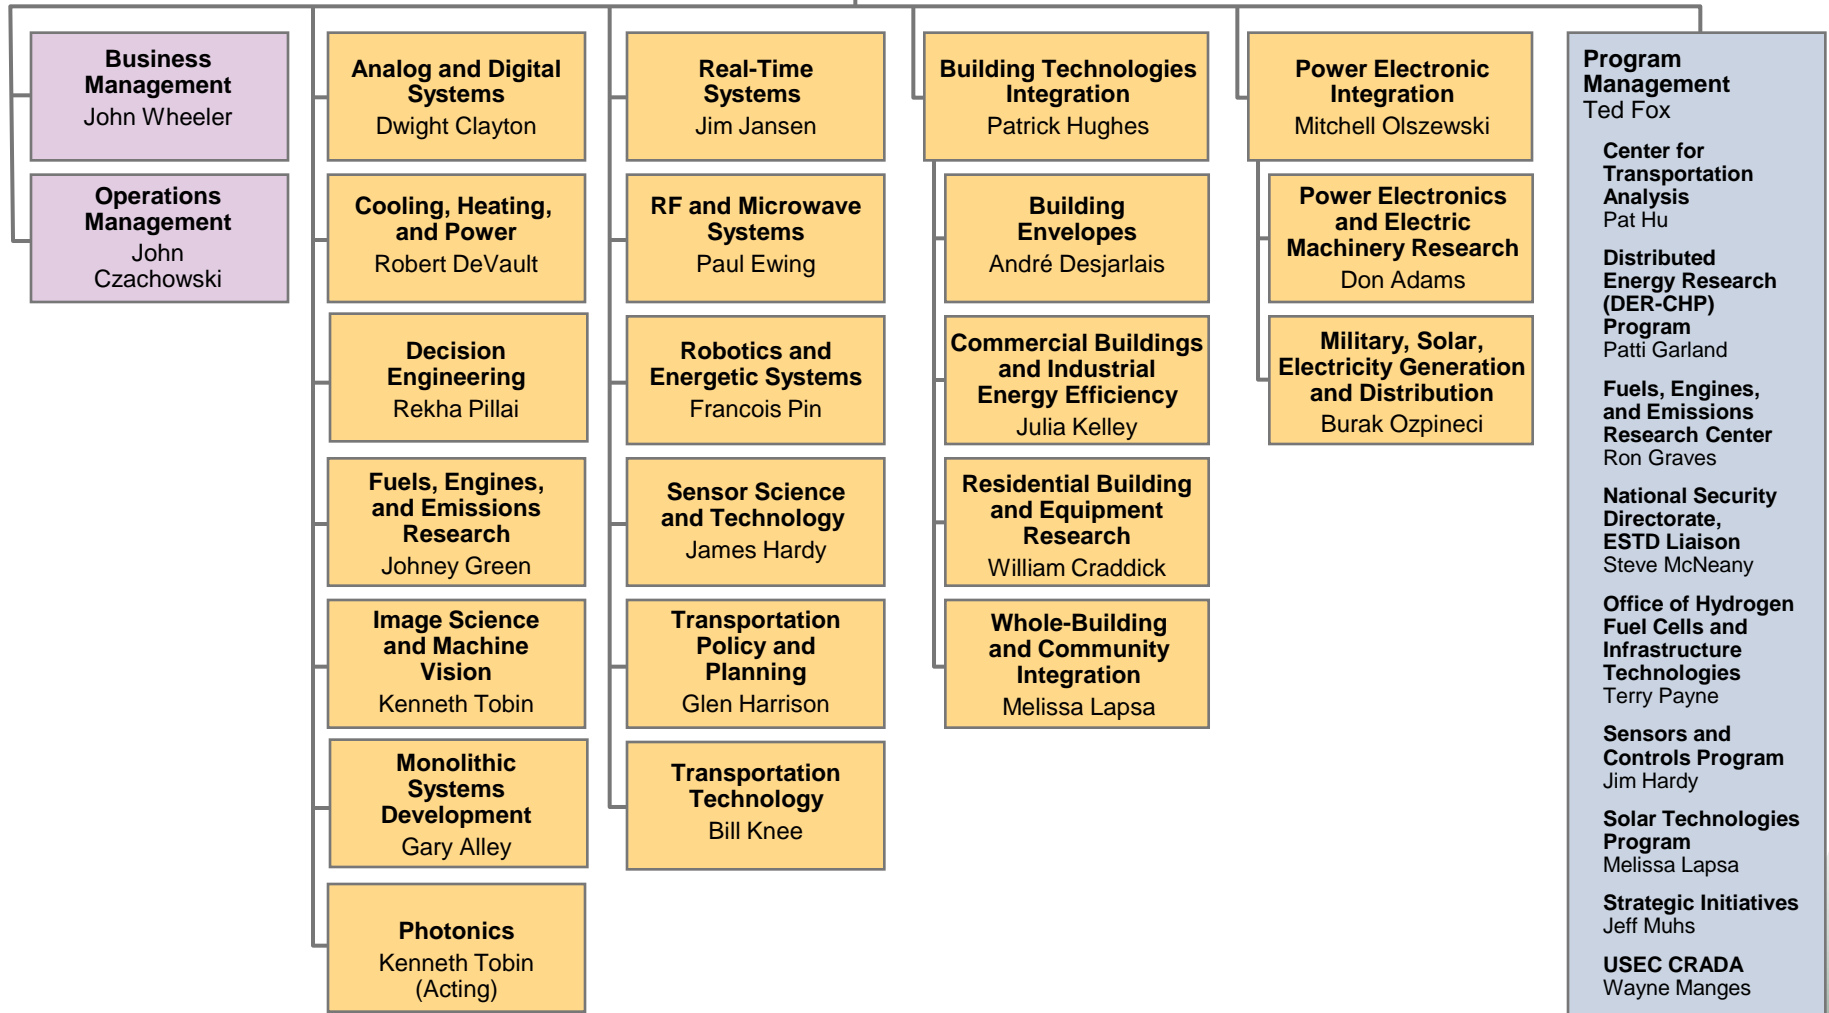 Business
Management
John Wheeler
Operations
Management
John
Czachowski
Analog and Digital
Systems
Dwight Clayton
Cooling, Heating,
and Power
Robert DeVault
Decision
Engineering
Rekha Pillai
Fuels, Engines,
and Emissions
Research
Johney Green
Image Science
and Machine
Vision
Kenneth Tobin
Monolithic
Systems
Development
Gary Alley
Photonics
Kenneth Tobin
(Acting)
Real-Time
Systems
Jim Jansen
RF and Microwave
Systems
Paul Ewing
Robotics and
Energetic Systems
Francois Pin
Sensor Science
and Technology
James Hardy
Transportation
Policy and
Planning
Glen Harrison
Transportation
Technology
Bill Knee
Building Technologies
Integration
Patrick Hughes
Building
Envelopes
André Desjarlais
Commercial Buildings
and Industrial
Energy Efficiency
Julia Kelley
Residential Building
and Equipment
Research
William Craddick
Whole-Building
and Community
Integration
Melissa Lapsa
Power Electronic
Integration
Mitchell Olszewski
Power Electronics
and Electric
Machinery Research
Don Adams
Military, Solar,
Electricity Generation
and Distribution
Burak Ozpineci
Program
Management
Ted Fox
Center for
Transportation
Analysis
Pat Hu
Distributed
Energy Research
(DER-CHP)
Program
Patti Garland
Fuels, Engines,
and Emissions
Research Center
Ron Graves
National Security
Directorate,
ESTD Liaison
Steve McNeany
Office of Hydrogen
Fuel Cells and
Infrastructure
Technologies
Terry Payne
Sensors and
Controls Program
Jim Hardy
Solar Technologies
Program
Melissa Lapsa
Strategic Initiatives
Jeff Muhs
USEC CRADA
Wayne Manges